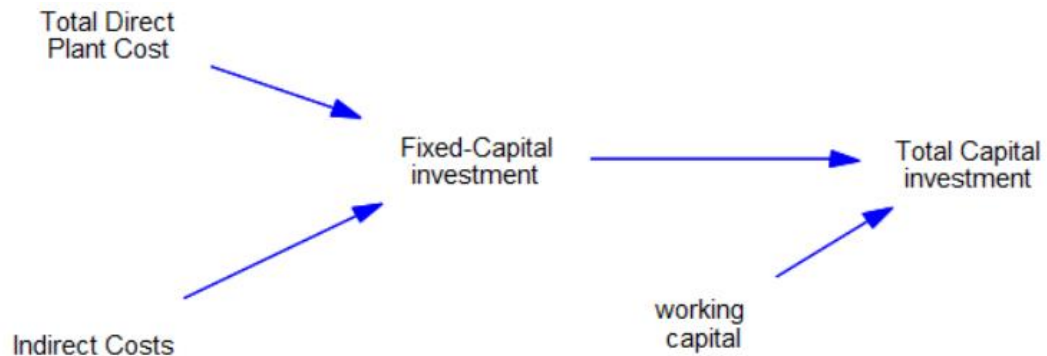 Total Direct
Plant Cost
Fixed-Capital
investment
Total Capital
investment
working
capital
Indirect Costs